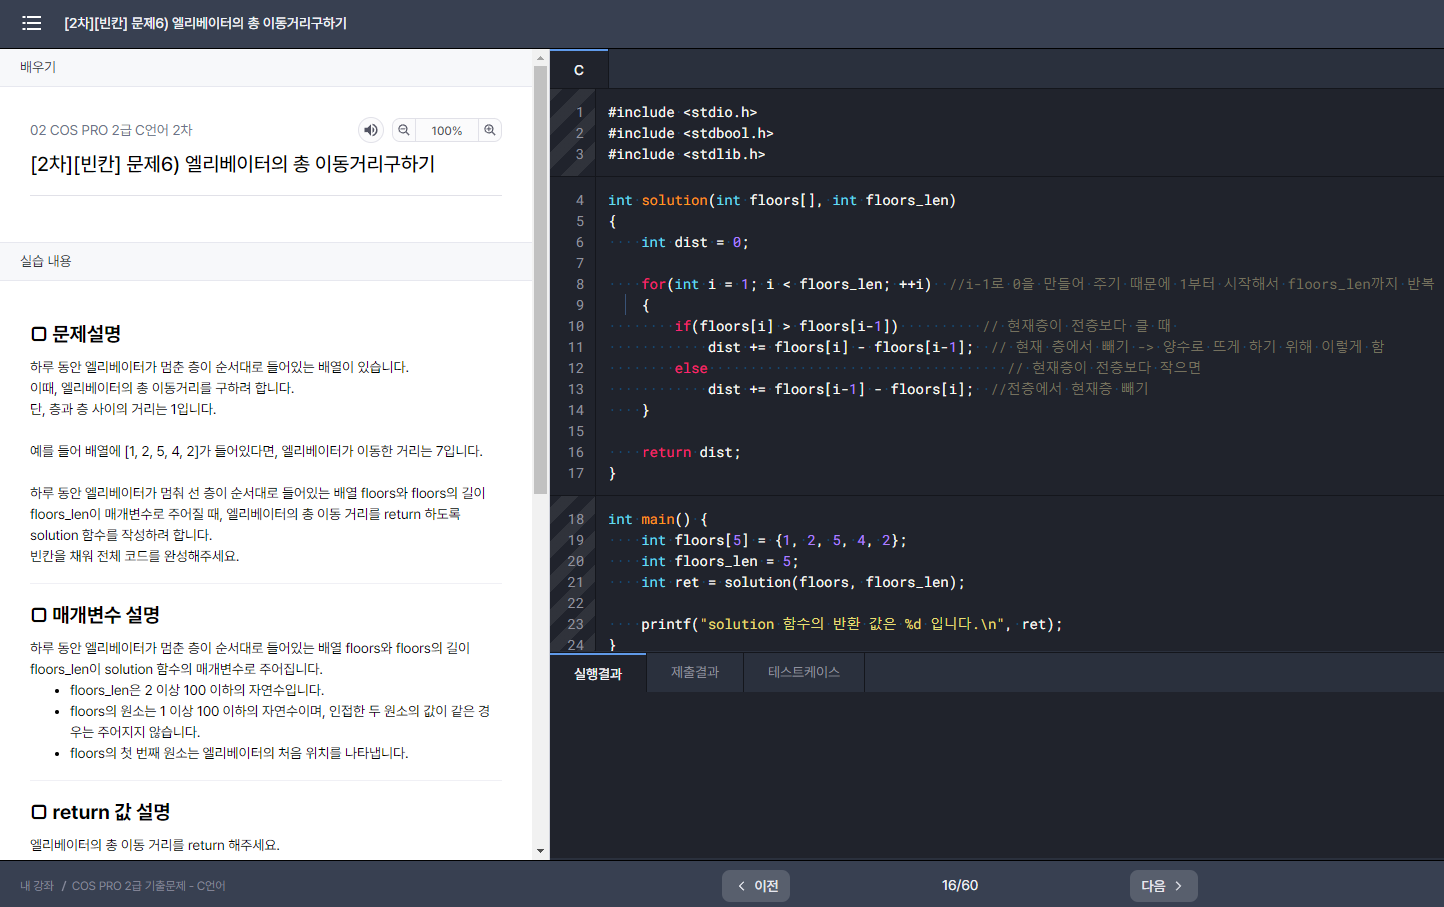 [2차][빈칸] 문제6) 엘리베이터의 총 이동거리구하기
배우기
02 COS PRO 2급 C언어 2차
100%
[2차][빈칸] 문제6) 엘리베이터의 총 이동거리구하기
실습 내용
문제설명
하루 동안 엘리베이터가 멈춘 층이 순서대로 들어있는 배열이 있습니다.
이때, 엘리베이터의 총 이동거리를 구하려 합니다.
단, 층과 층 사이의 거리는 1입니다.
예를 들어 배열에 [1, 2, 5, 4, 2]가 들어있다면, 엘리베이터가 이동한 거리는 7입니다.
하루 동안 엘리베이터가 멈춰 선 층이 순서대로 들어있는 배열 floors와 floors의 길이
floors_len이 매개변수로 주어질 때, 엘리베이터의 총 이동 거리를 return 하도록
solution 함수를 작성하려 합니다.
빈칸을 채워 전체 코드를 완성해주세요.
매개변수 설명
하루 동안 엘리베이터가 멈춘 층이 순서대로 들어있는 배열 floors와 floors의 길이
floors_len이 solution 함수의 매개변수로 주어집니다.
• floors_len은 2 이상 100 이하의 자연수입니다.
• floors의 원소는 1 이상 100 이하의 자연수이며, 인접한 두 원소의 값이 같은 경
우는 주어지지 않습니다.
• floors의 첫 번째 원소는 엘리베이터의 처음 위치를 나타냅니다.
return 값 설명
엘리베이터의 총 이동 거리를 return 해주세요.
C
1 #include <stdio.h>
2 #include <stdbool.h>
3 #include <stdlib.h>
4 int solution(int floors[], int floors_len)
5 {
6     int dist = 0;
7
8     for(int i = 1; i < floors_len; ++i)  //i-1로 0을 만들어 주기 때문에 1부터 시작해서 floors_len까지 반복
9     {
10         if(floors[i] > floors[i-1])          // 현재층이 전층보다 클 때
11             dist += floors[i] - floors[i-1];  // 현재 층에서 빼기 -> 양수로 뜨게 하기 위해 이렇게 함
12         else                                    // 현재층이 전층보다 작으면
13             dist += floors[i-1] - floors[i];  //전층에서 현재층 빼기
14     }
15
16     return dist;
17 }
18 int main() {
19     int floors[5] = {1, 2, 5, 4, 2};
20     int floors_len = 5;
21     int ret = solution(floors, floors_len);
22
23     printf("solution 함수의 반환 값은 %d 입니다.\n", ret);
24 }
실행결과 제출결과 테스트케이스
내 강좌 / COS PRO 2급 기출문제 - C언어
이전 16/60 다음